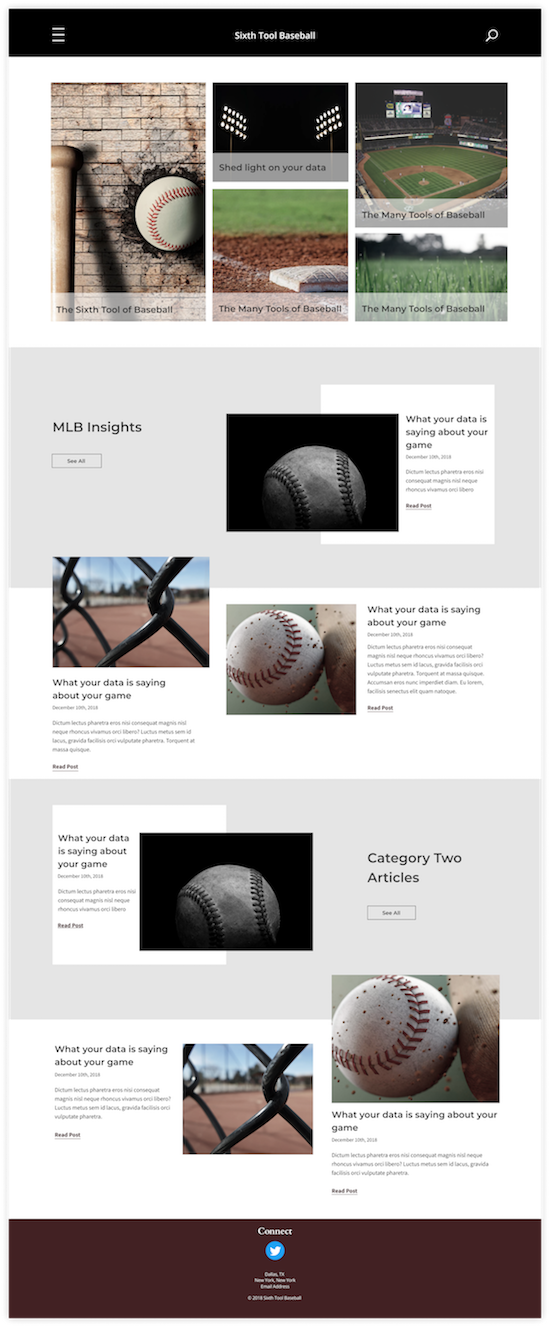 Sixth Tool Baseball
Shed light on your data
The Many Tools of Baseball
The Sixth Tool of Baseball
The Many Tools of Baseball
The Many Tools of Baseball
MLB Insights
See All
What your data is
saying about your
game
December 10th, 2018
Dictum lectus pharetra eros nisi
consequat magnis nisl neque
rhoncus vivamus orci libero
Read Post
What your data is saying
about your game
December 10th, 2018
Dictum lectus pharetra eros nisi consequat magnis nisl
neque rhoncus vivamus orci libero? Luctus metus sem id
lacus, gravida facilisis orci vulputate pharetra. Torquent at
massa quisque.
Read Post
What your data is saying
about your game
December 10th, 2018
Dictum lectus pharetra eros nisi consequat
magnis nisl neque rhoncus vivamus orci libero?
Luctus metus sem id lacus, gravida facilisis orci
vulputate pharetra. Torquent at massa quisque.
Accumsan eros nunc imperdiet diam. Eu lorem,
facilisis senectus elit quam natoque.
Read Post
What your data
is saying about
your game
December 10th, 2018
Dictum lectus pharetra eros nisi
consequat magnis nisl neque
rhoncus vivamus orci libero
Read Post
Category Two
Articles
See All
What your data is saying
about your game
December 10th, 2018
Dictum lectus pharetra eros nisi consequat
magnis nisl neque rhoncus vivamus orci libero?
Luctus metus sem id lacus, gravida facilisis orci
vulputate pharetra.
Read Post
What your data is saying about your
game
December 10th, 2018
Dictum lectus pharetra eros nisi consequat magnis nisl neque
rhoncus vivamus orci libero? Luctus metus sem id lacus, gravida
facilisis orci vulputate pharetra.
Read Post
Connect
Dallas, TX
New York, New York
Email Address
© 2018 Sixth Tool Baseball